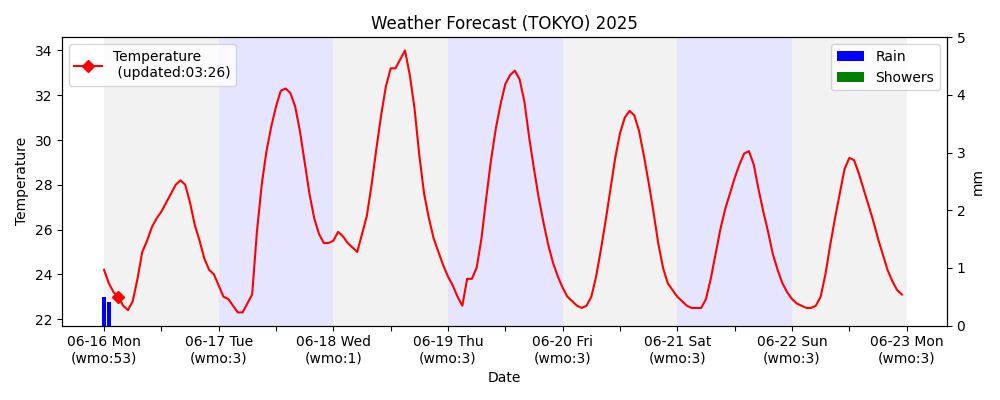 Weather Forecast (TOKYO) 2025
Temperature
(updated:03:26)
Rain
Showers
Temperature
34
32
30
28
26
24
22
5
4
3
2
1
0
mm
06-16 Mon
(wmo:53)
06-17 Tue
(wmo:3)
06-18 Wed
(wmo:1)
06-19 Thu
(wmo:3)
06-20 Fri
(wmo:3)
06-21 Sat
(wmo:3)
06-22 Sun
(wmo:3)
06-23 Mon
(wmo:3)
Date